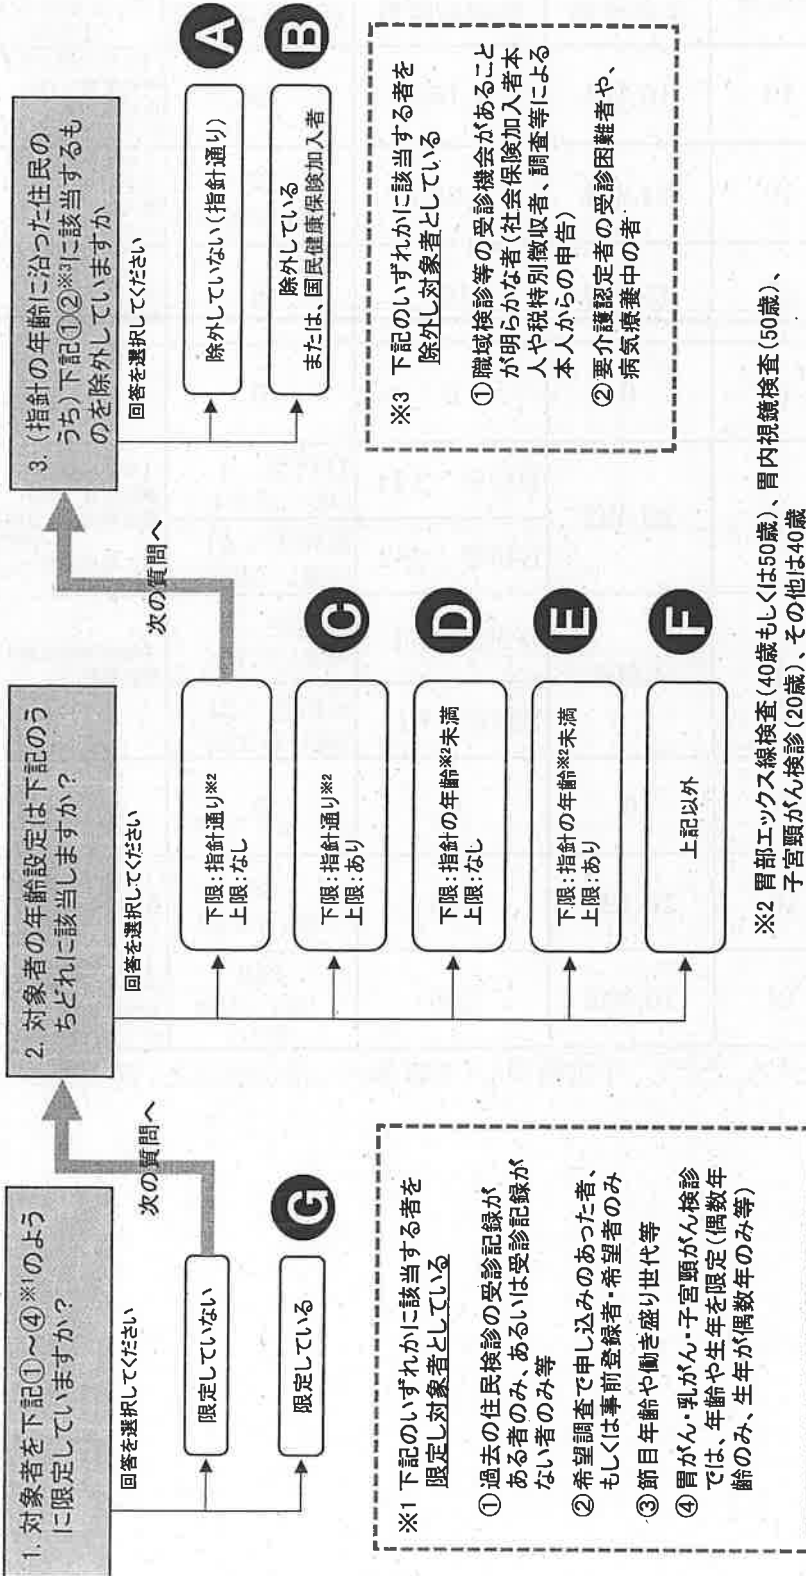 1. 対象者を下記①～④※1のよう
に限定していますか？
回答を選択してください
限定していない
次の質問へ
限定している
G
※1 下記のいずれかに該当する者を
限定し対象者としている
①過去の住民検診の受診記録が
ある者のみ、あるいは受診記録が
ない者のみ等
②希望調査で申し込みのあった者、
もしくは事前登録者・希望者のみ
③節目年齢や働き盛り世代等
④胃がん・乳がん・子宮頸がん検診
では、年齢や生年を限定(偶数年
齢のみ、生年が偶数年のみ等)
2. 対象者の年齢設定は下記のう
ちどれに該当しますか？
回答を選択してください
下限：指針通り※2
上限：なし
次の質問へ
下限：指針通り※2
上限：あり
C
下限：指針の年齢※2未満
上限：なし
D
下限：指針の年齢※2未満
上限：あり
E
上記以外
F
※2 胃部エックス線検査(40歳もしくは50歳)、胃内視鏡検査(50歳)、
子宮頸がん検診(20歳)、その他は40歳
3. (指針の年齢に沿った住民の
うち)下記①②※3に該当するも
のを除外していますか
回答を選択してください
除外していない(指針通り)
A
除外している
または、国民健康保険加入者
B
※3 下記のいずれかに該当する者を
除外し対象者としている
①職域検診等の受診機会があること
が明らかな者(社会保険加入者本
人や税特別徴収者、調査等による
本人からの申告)
②要介護認定者の受診困難者や、
病気療養中の者